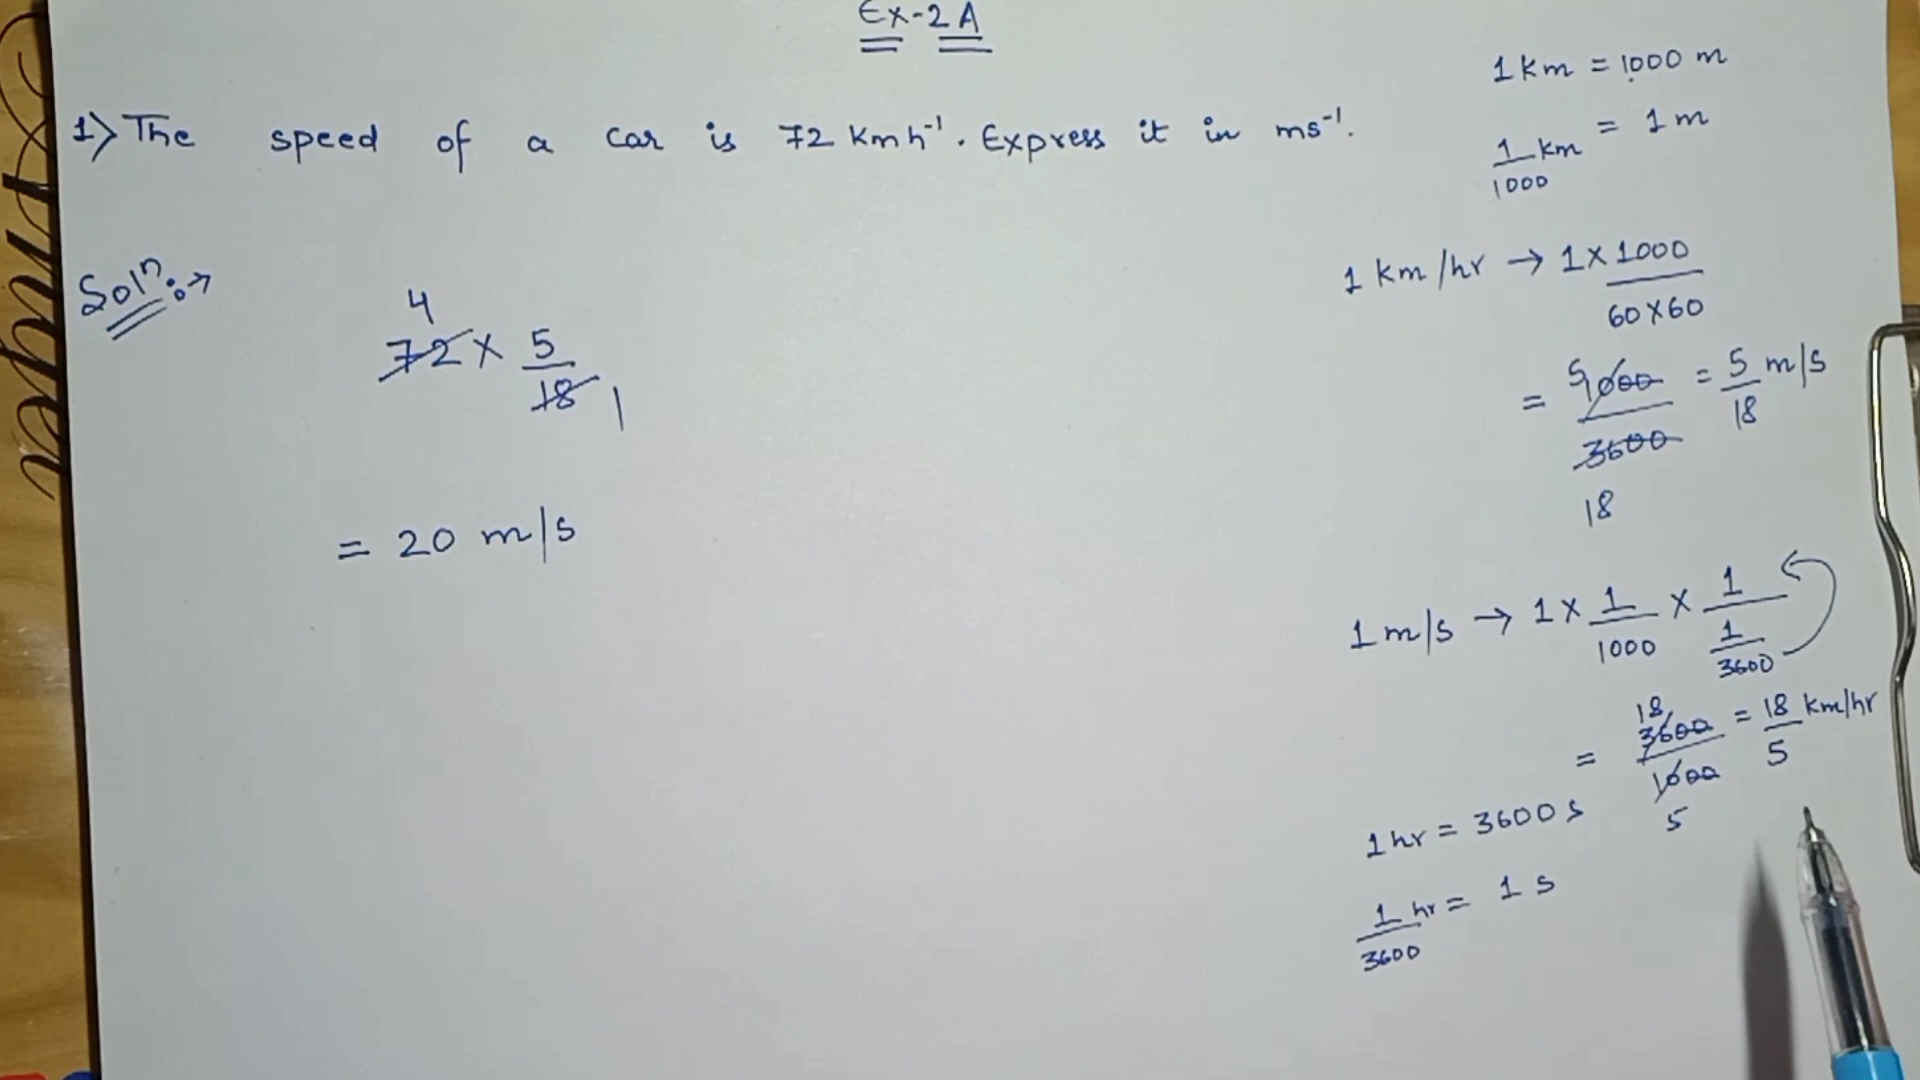 Ex-2A
1) The speed of a car is 72 Kmh⁻¹. Express it in ms⁻¹.
Solⁿ:→
4
72 × 5/18 1
= 20 m/s
1 Km = 1000 m
1/1000 Km = 1m
1 Km/hr → 1 × 1000/60×60
= 5 1000/3600 18 = 5/18 m/s
1 m/s → 1 × 1/1000 × 1/(1/3600)
= 18 3600/1000 5 = 18/5 km/hr
1 hr = 3600 s
1/3600 hr = 1 s